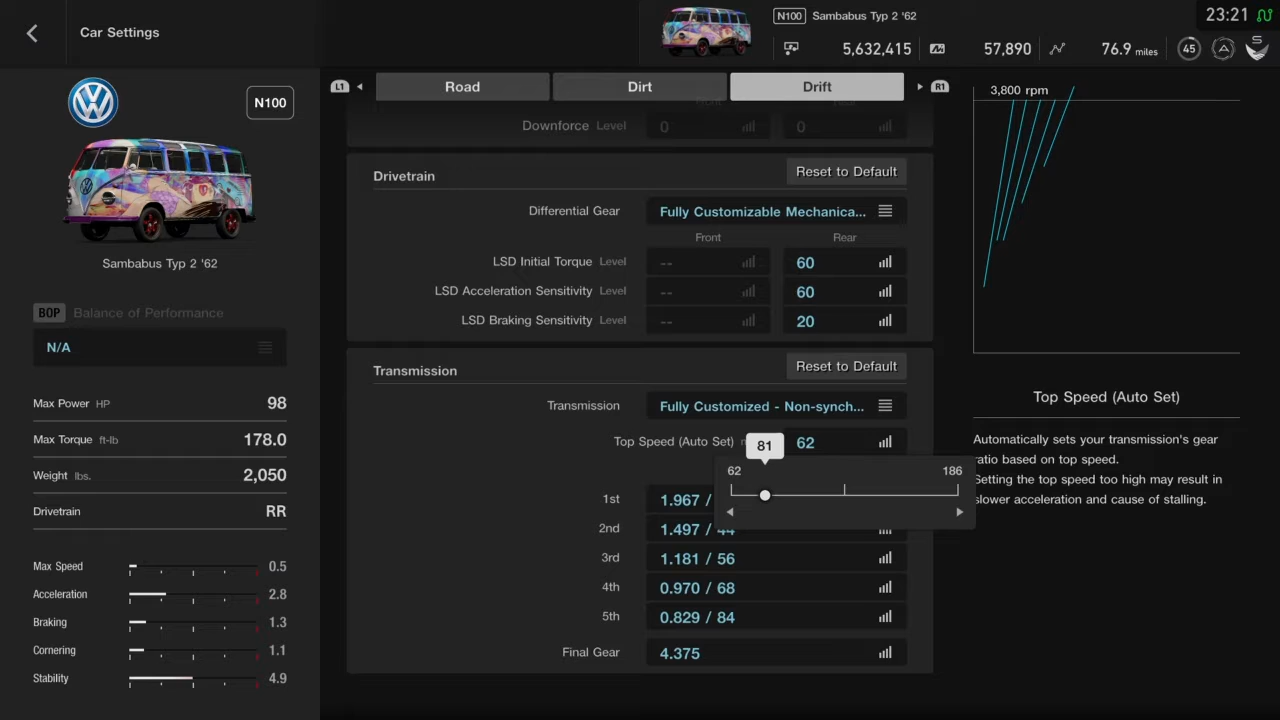 Car Settings
N100 Sambabus Typ 2 '62
5,632,415 57,890 76.9 miles 45 A S
23:21
N100
Sambabus Typ 2 '62
BOP Balance of Performance
N/A
Max Power HP 98
Max Torque ft-lb 178.0
Weight lbs. 2,050
Drivetrain RR
Max Speed 0.5
Acceleration 2.8
Braking 1.3
Cornering 1.1
Stability 4.9
L1 Road Dirt Drift R1
Front Rear
Downforce Level 0 0
Drivetrain Reset to Default
Differential Gear Fully Customizable Mechanica...
Front Rear
LSD Initial Torque Level -- 60
LSD Acceleration Sensitivity Level -- 60
LSD Braking Sensitivity Level -- 20
Transmission Reset to Default
Transmission Fully Customized - Non-synch...
Top Speed (Auto Set) 62
81
62 186
1st 1.967 /
2nd 1.497 / 44
3rd 1.181 / 56
4th 0.970 / 68
5th 0.829 / 84
Final Gear 4.375
3,800 rpm
Top Speed (Auto Set)
Automatically sets your transmission's gear
ratio based on top speed.
Setting the top speed too high may result in
slower acceleration and cause of stalling.